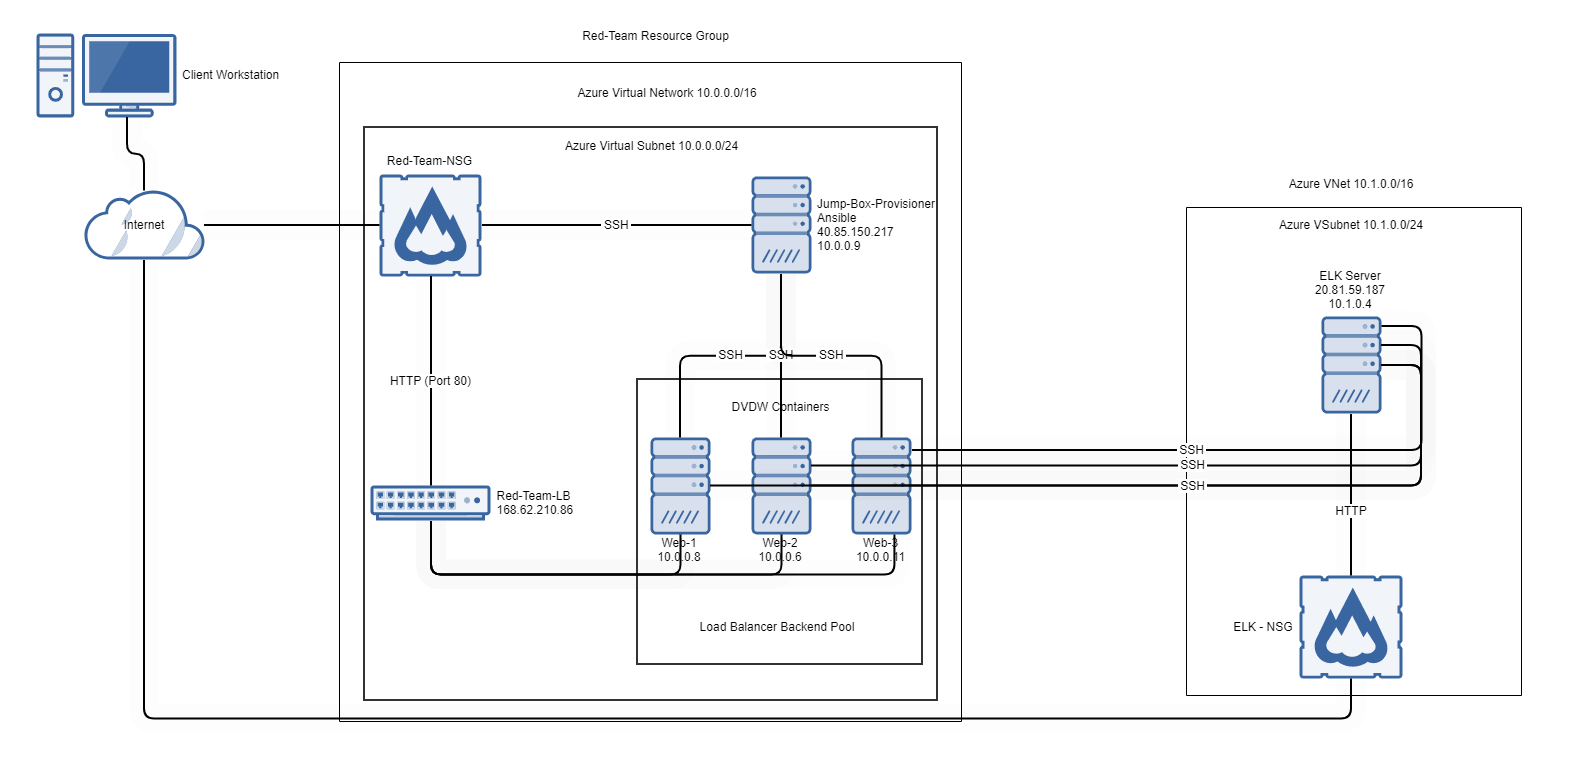 Red-Team Resource Group
Client Workstation
Azure Virtual Network 10.0.0.0/16
Azure Virtual Subnet 10.0.0.0/24
Red-Team-NSG
Azure VNet 10.1.0.0/16
Jump-Box-Provisioner
Ansible
40.85.150.217
10.0.0.9
Internet
SSH
Azure VSubnet 10.1.0.0/24
ELK Server
20.81.59.187
10.1.0.4
SSH
SSH
SSH
HTTP (Port 80)
DVDW Containers
SSH
SSH
SSH
Red-Team-LB
168.62.210.86
HTTP
Web-1
10.0.0.8
Web-2
10.0.0.6
Web-3
10.0.0.11
Load Balancer Backend Pool
ELK - NSG